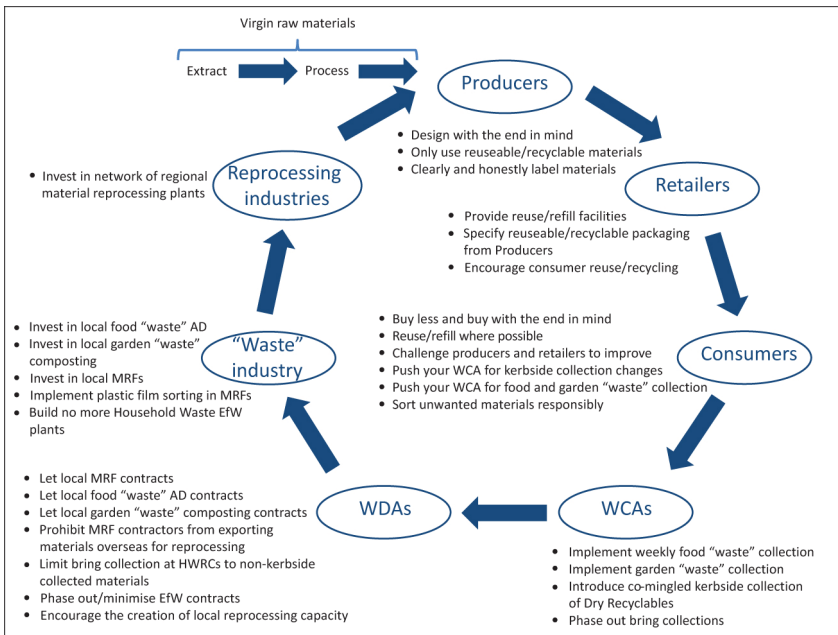 Virgin raw materials
Extract
Process
Producers
• Design with the end in mind
• Only use reuseable/recyclable materials
• Clearly and honestly label materials
Retailers
• Provide reuse/refill facilities
• Specify reuseable/recyclable packaging
from Producers
• Encourage consumer reuse/recycling
Consumers
• Buy less and buy with the end in mind
• Reuse/refill where possible
• Challenge producers and retailers to improve
• Push your WCA for kerbside collection changes
• Push your WCA for food and garden “waste” collection
• Sort unwanted materials responsibly
WCAs
• Implement weekly food “waste” collection
• Implement garden “waste” collection
• Introduce co-mingled kerbside collection
of Dry Recyclables
• Phase out bring collections
WDAs
• Let local MRF contracts
• Let local food “waste” AD contracts
• Let local garden “waste” composting contracts
• Prohibit MRF contractors from exporting
materials overseas for reprocessing
• Limit bring collection at HWRCs to non-kerbside
collected materials
• Phase out/minimise EfW contracts
• Encourage the creation of local reprocessing capacity
“Waste”
industry
• Invest in local food “waste” AD
• Invest in local garden “waste”
composting
• Invest in local MRFs
• Implement plastic film sorting in MRFs
• Build no more Household Waste EfW
plants
Reprocessing
industries
• Invest in network of regional
material reprocessing plants